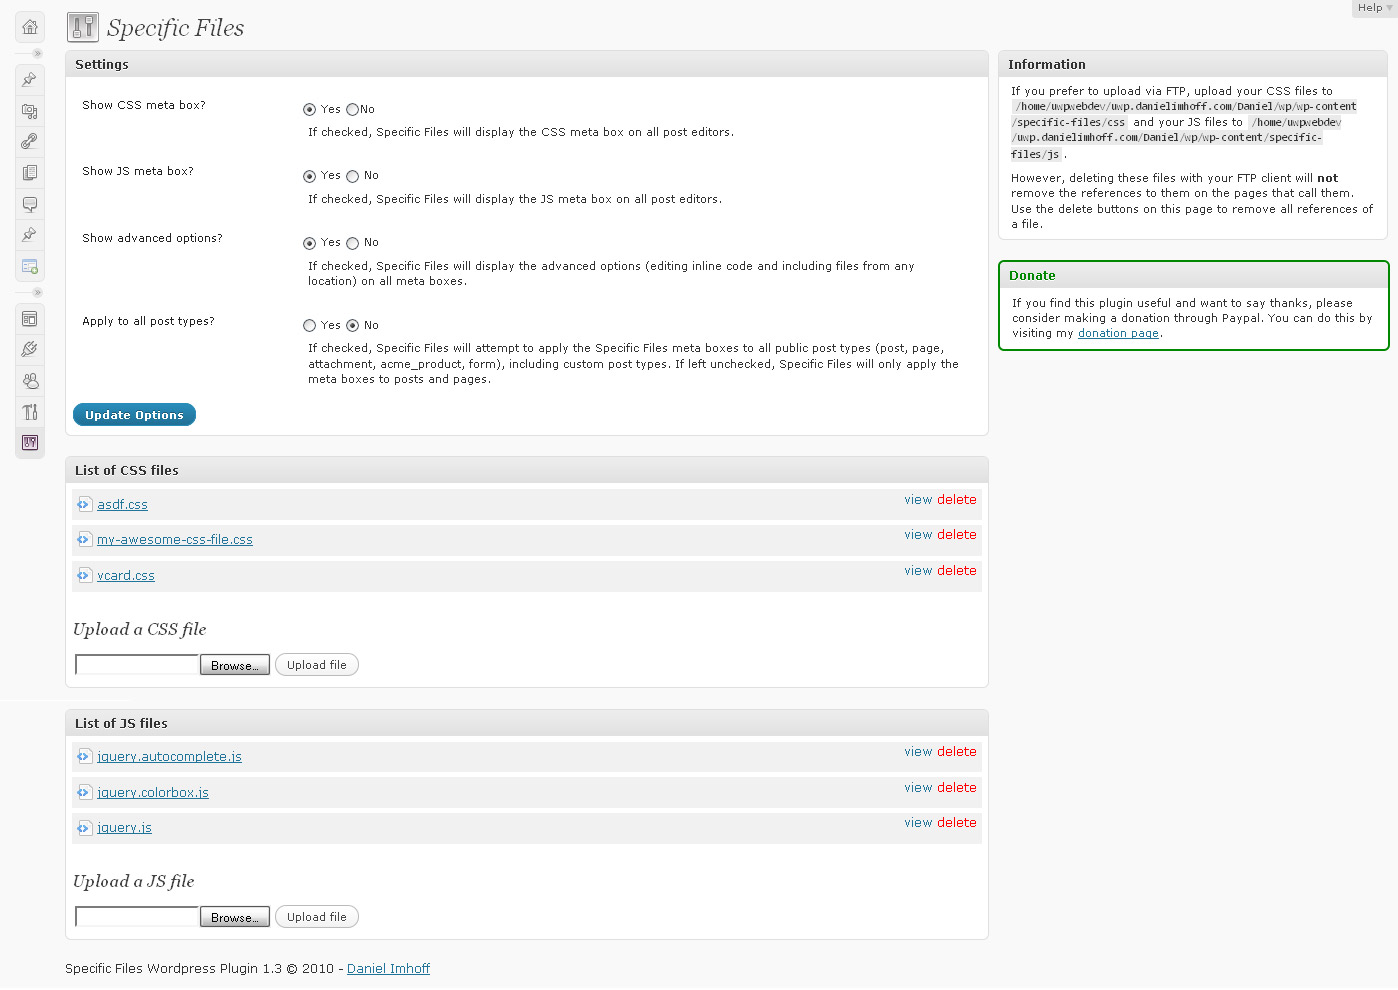 Help
Specific Files
Settings
Show CSS meta box?
Yes No
If checked, Specific Files will display the CSS meta box on all post editors.
Show JS meta box?
Yes No
If checked, Specific Files will display the JS meta box on all post editors.
Show advanced options?
Yes No
If checked, Specific Files will display the advanced options (editing inline code and including files from any
location) on all meta boxes.
Apply to all post types?
Yes No
If checked, Specific Files will attempt to apply the Specific Files meta boxes to all public post types (post, page,
attachment, acme_product, form), including custom post types. If left unchecked, Specific Files will only apply the
meta boxes to posts and pages.
Update Options
Information
If you prefer to upload via FTP, upload your CSS files to
/home/uwpwebdev/uwp.danielimhoff.com/Daniel/wp/wp-content
/specific-files/css and your JS files to /home/uwpwebdev
/uwp.danielimhoff.com/Daniel/wp/wp-content/specific-
files/js .
However, deleting these files with your FTP client will not
remove the references to them on the pages that call them.
Use the delete buttons on this page to remove all references of
a file.
Donate
If you find this plugin useful and want to say thanks, please
consider making a donation through Paypal. You can do this by
visiting my donation page.
List of CSS files
asdf.css view delete
my-awesome-css-file.css view delete
vcard.css view delete
Upload a CSS file
Browse... Upload file
List of JS files
jquery.autocomplete.js view delete
jquery.colorbox.js view delete
jquery.js view delete
Upload a JS file
Browse... Upload file
Specific Files Wordpress Plugin 1.3 © 2010 - Daniel Imhoff